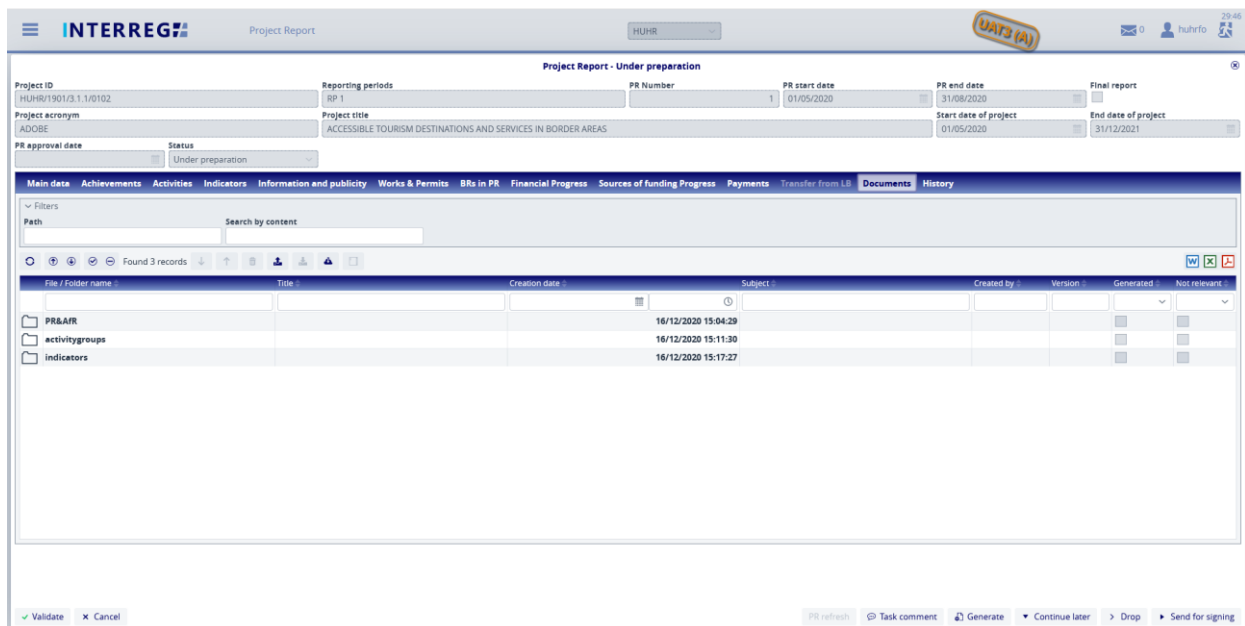 29:46
INTERREG Project Report HUHR UAT3 (A) 0 huhrfo
Project Report - Under preparation
Project ID Reporting periods PR Number PR start date PR end date Final report
HUHR/1901/3.1.1/0102 RP 1 1 01/05/2020 31/08/2020
Project acronym Project title Start date of project End date of project
ADOBE ACCESSIBLE TOURISM DESTINATIONS AND SERVICES IN BORDER AREAS 01/05/2020 31/12/2021
PR approval date Status
Under preparation
Main data Achievements Activities Indicators Information and publicity Works & Permits BRs in PR Financial Progress Sources of funding Progress Payments Transfer from LB Documents History
Filters
Path Search by content
Found 3 records W X
File / Folder name Title Creation date Subject Created by Version Generated Not relevant
PR&AfR 16/12/2020 15:04:29
activitygroups 16/12/2020 15:11:30
indicators 16/12/2020 15:17:27
Validate Cancel PR refresh Task comment Generate Continue later Drop Send for signing